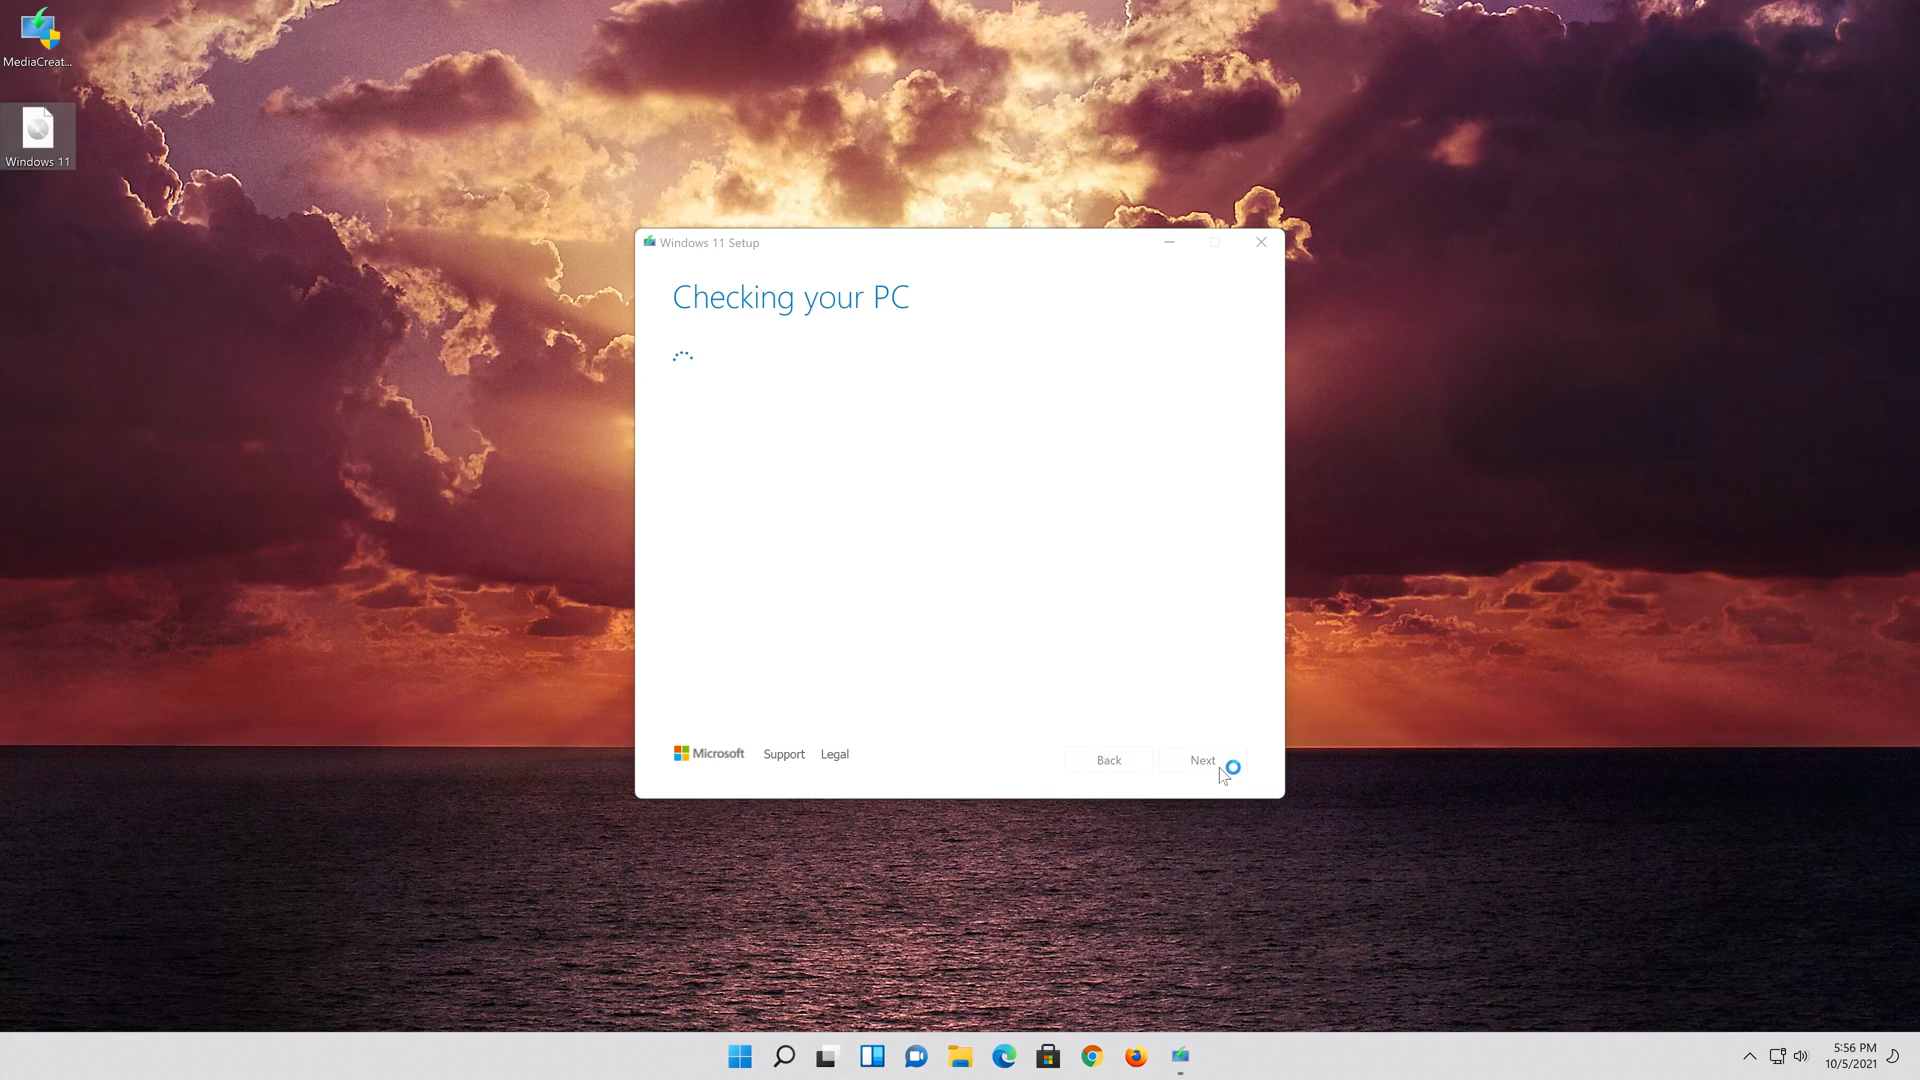 MediaCreat...
Windows 11
Windows 11 Setup
Checking your PC
Microsoft
Support
Legal
Back
Next
5:56 PM
10/5/2021